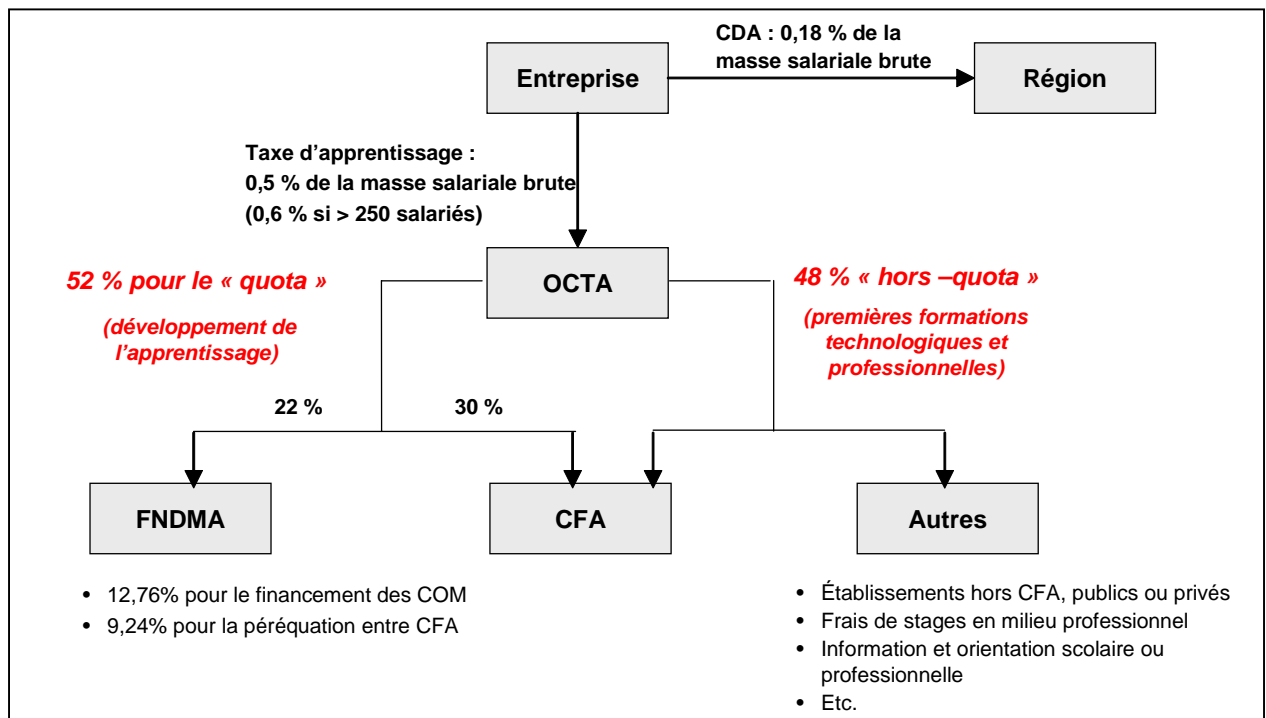 CDA : 0,18 % de la
masse salariale brute
Entreprise
Région
Taxe d’apprentissage :
0,5 % de la masse salariale brute
(0,6 % si > 250 salariés)
OCTA
52 % pour le « quota »
(développement de
l’apprentissage)
48 % « hors –quota »
(premières formations
technologiques et
professionnelles)
22 %
30 %
FNDMA
CFA
Autres
• 12,76% pour le financement des COM
• 9,24% pour la péréquation entre CFA
• Établissements hors CFA, publics ou privés
• Frais de stages en milieu professionnel
• Information et orientation scolaire ou
professionnelle
• Etc.